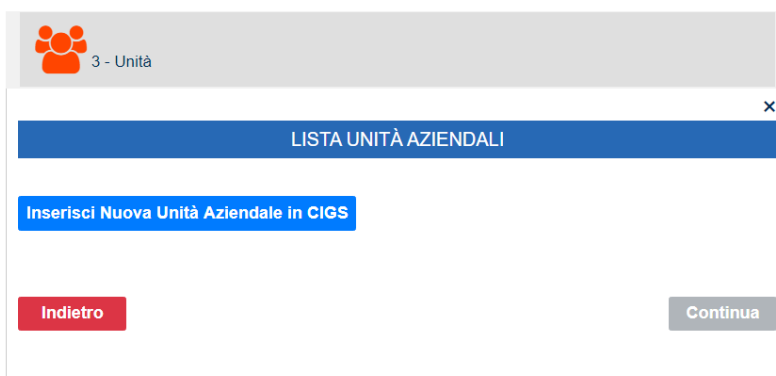 3 - Unità
×
LISTA UNITÀ AZIENDALI
Inserisci Nuova Unità Aziendale in CIGS
Indietro
Continua